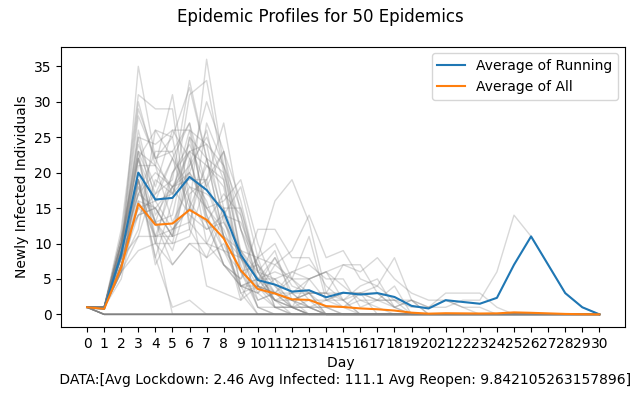 Epidemic Profiles for 50 Epidemics
Average of Running
Average of All
35
30
25
20
15
10
5
0
Newly Infected Individuals
0 1 2 3 4 5 6 7 8 9 10 11 12 13 14 15 16 17 18 19 20 21 22 23 24 25 26 27 28 29 30
Day
DATA:[Avg Lockdown: 2.46 Avg Infected: 111.1 Avg Reopen: 9.842105263157896]